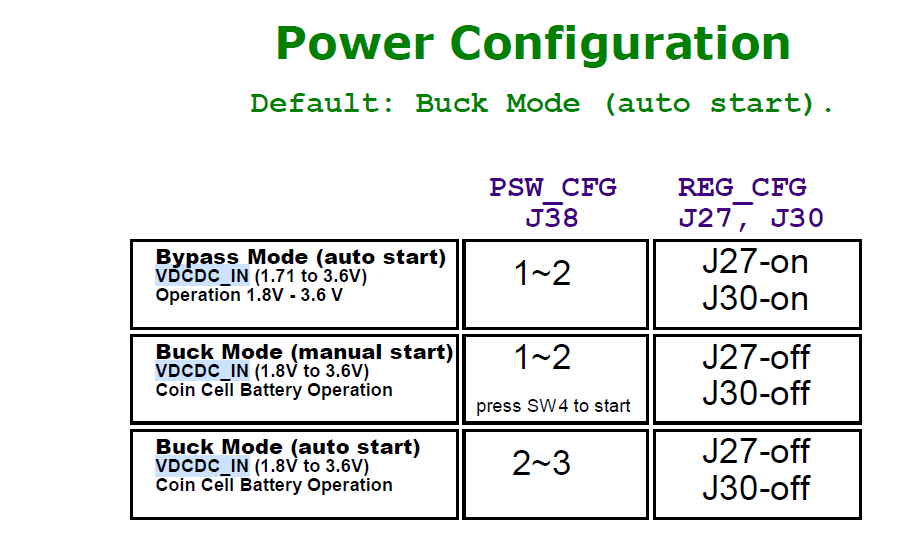 Power Configuration
Default: Buck Mode (auto start).
PSW_CFG
J38
REG_CFG
J27, J30
Bypass Mode (auto start)
VDCDC_IN (1.71 to 3.6V)
Operation 1.8V - 3.6 V
1~2
J27-on
J30-on
Buck Mode (manual start)
VDCDC_IN (1.8V to 3.6V)
Coin Cell Battery Operation
1~2
press SW4 to start
J27-off
J30-off
Buck Mode (auto start)
VDCDC_IN (1.8V to 3.6V)
Coin Cell Battery Operation
2~3
J27-off
J30-off